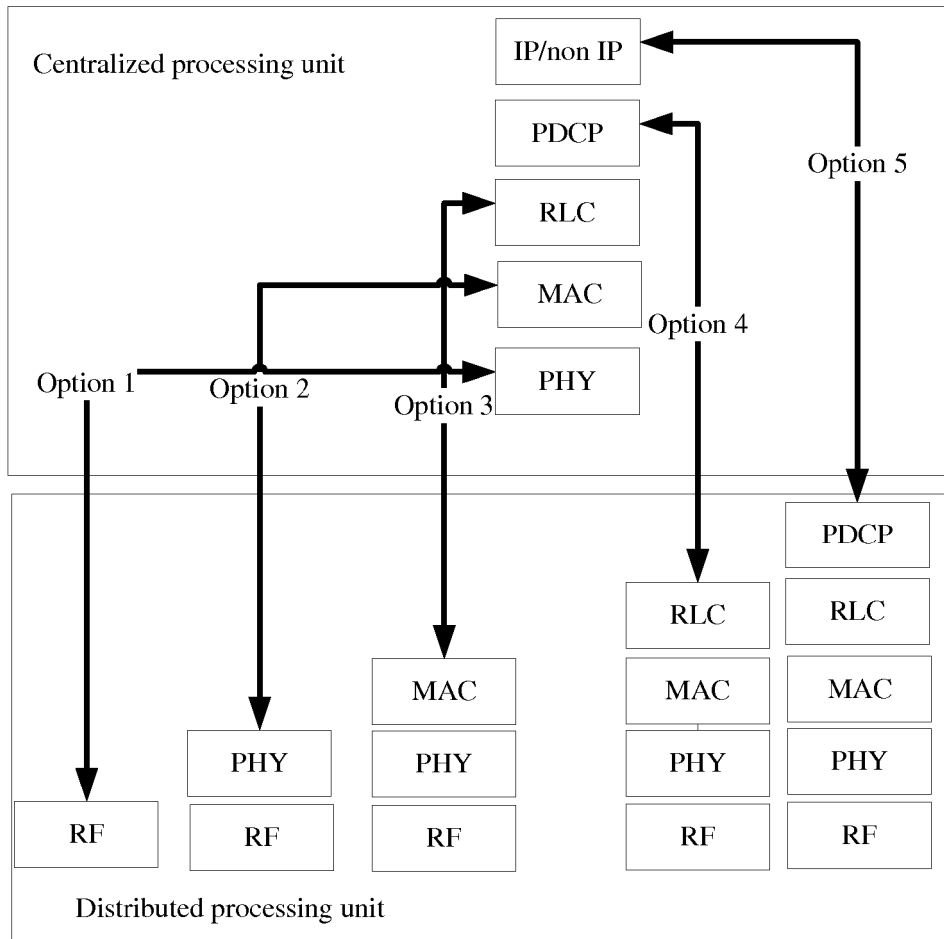 Centralized processing unit
IP/non IP
PDCP
Option 5
RLC
MAC
Option 4
PHY
Option 1
Option 2
Option 3
PDCP
RLC
RLC
MAC
MAC
MAC
PHY
PHY
PHY
PHY
RF
RF
RF
RF
RF
Distributed processing unit